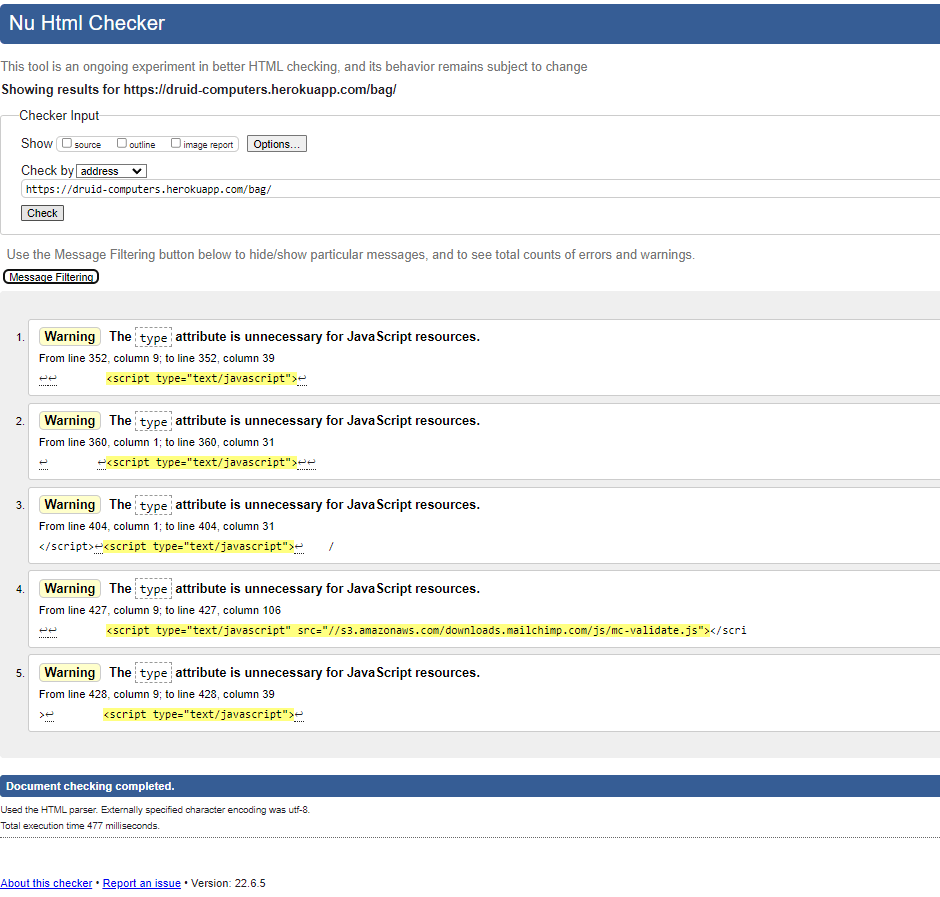 Nu Html Checker
This tool is an ongoing experiment in better HTML checking, and its behavior remains subject to change
Showing results for https://druid-computers.herokuapp.com/bag/
Checker Input
Show source outline image report Options...
Check by address
https://druid-computers.herokuapp.com/bag/
Check
Use the Message Filtering button below to hide/show particular messages, and to see total counts of errors and warnings.
Message Filtering
1. Warning The type attribute is unnecessary for JavaScript resources.
From line 352, column 9; to line 352, column 39
↩↩ <script type="text/javascript">↩
2. Warning The type attribute is unnecessary for JavaScript resources.
From line 360, column 1; to line 360, column 31
↩ ↩<script type="text/javascript">↩↩
3. Warning The type attribute is unnecessary for JavaScript resources.
From line 404, column 1; to line 404, column 31
</script>↩<script type="text/javascript">↩ /
4. Warning The type attribute is unnecessary for JavaScript resources.
From line 427, column 9; to line 427, column 106
↩↩ <script type="text/javascript" src="//s3.amazonaws.com/downloads.mailchimp.com/js/mc-validate.js"></scri
5. Warning The type attribute is unnecessary for JavaScript resources.
From line 428, column 9; to line 428, column 39
>↩ <script type="text/javascript">↩
Document checking completed.
Used the HTML parser. Externally specified character encoding was utf-8.
Total execution time 477 milliseconds.
About this checker • Report an issue • Version: 22.6.5